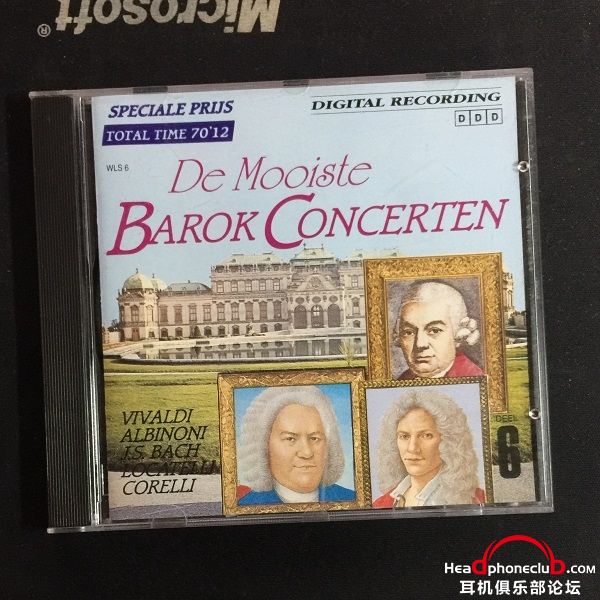 Microsoft®
SPECIALE PRIJS
TOTAL TIME 70'12
DIGITAL RECORDING
D D D
WLS 6
De Mooiste
BAROK CONCERTEN
VIVALDI
ALBINONI
J.S. BACH
LOCATELLI
CORELLI
DEEL
6
Headphoneclub.com
耳机俱乐部论坛